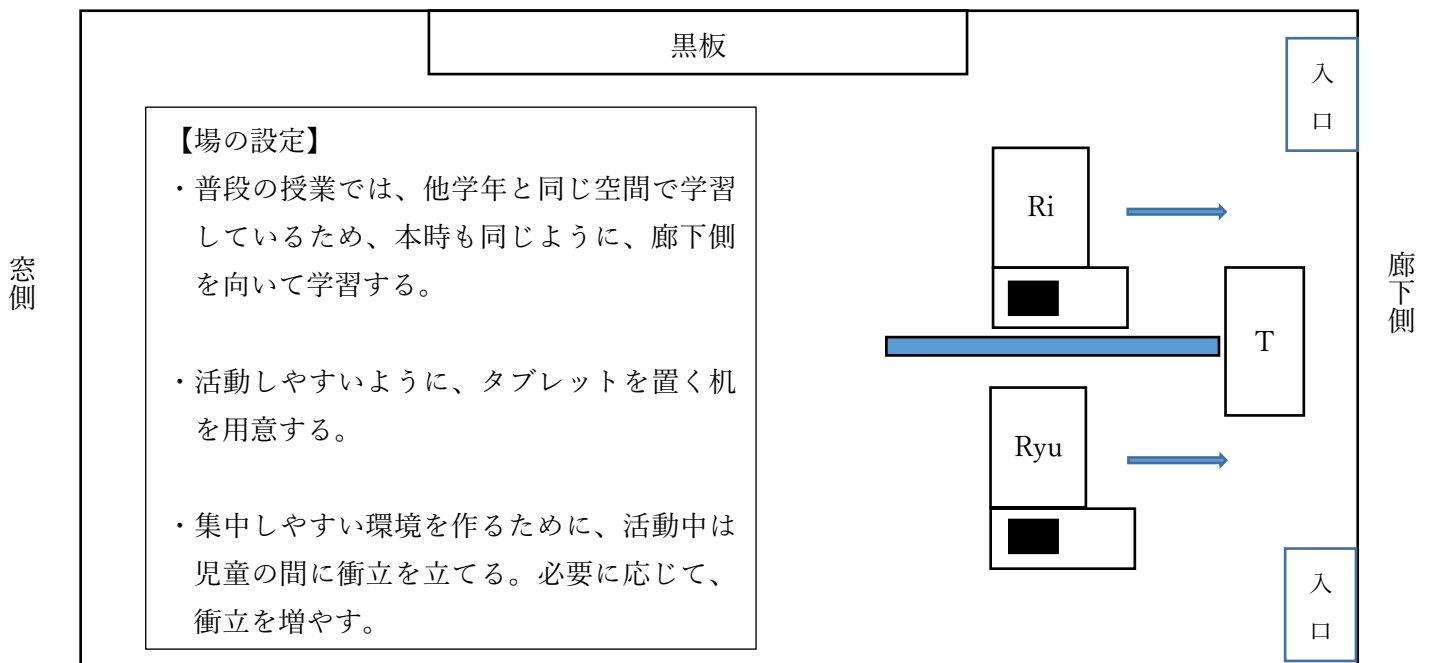 黒板
入口
【場の設定】
・普段の授業では、他学年と同じ空間で学習
しているため、本時も同じように、廊下側
を向いて学習する。
・活動しやすいように、タブレットを置く机
を用意する。
・集中しやすい環境を作るために、活動中は
児童の間に衝立を立てる。必要に応じて、
衝立を増やす。
窓側
Ri
T
Ryu
廊下側
入口